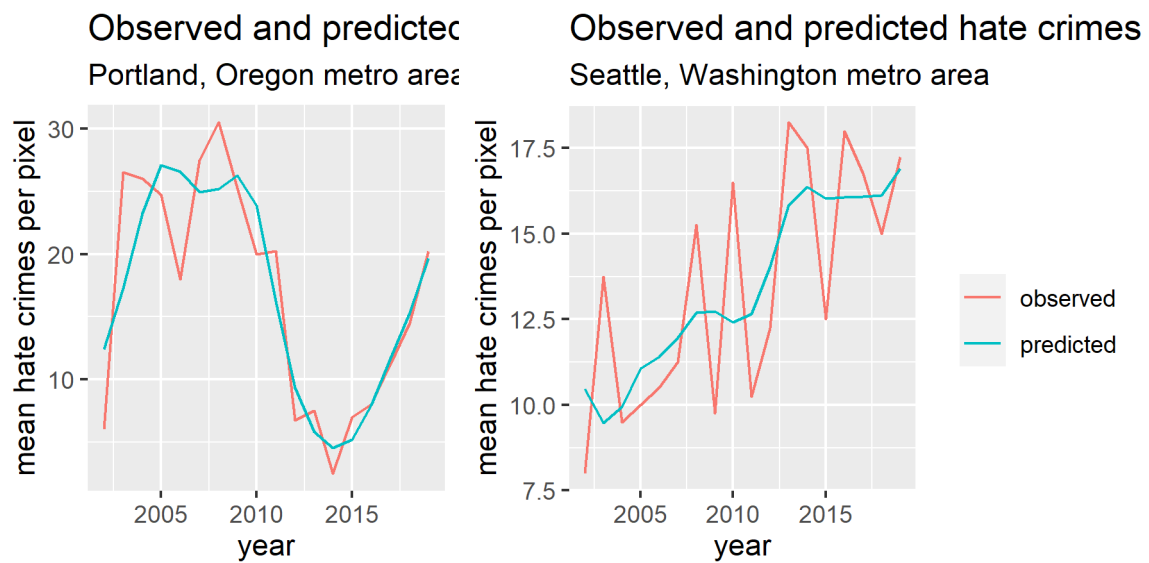 Observed and predicted
Portland, Oregon metro area
mean hate crimes per pixel
30
20
10
2005 2010 2015
year
Observed and predicted hate crimes
Seattle, Washington metro area
mean hate crimes per pixel
17.5
15.0
12.5
10.0
7.5
2005 2010 2015
year
observed
predicted